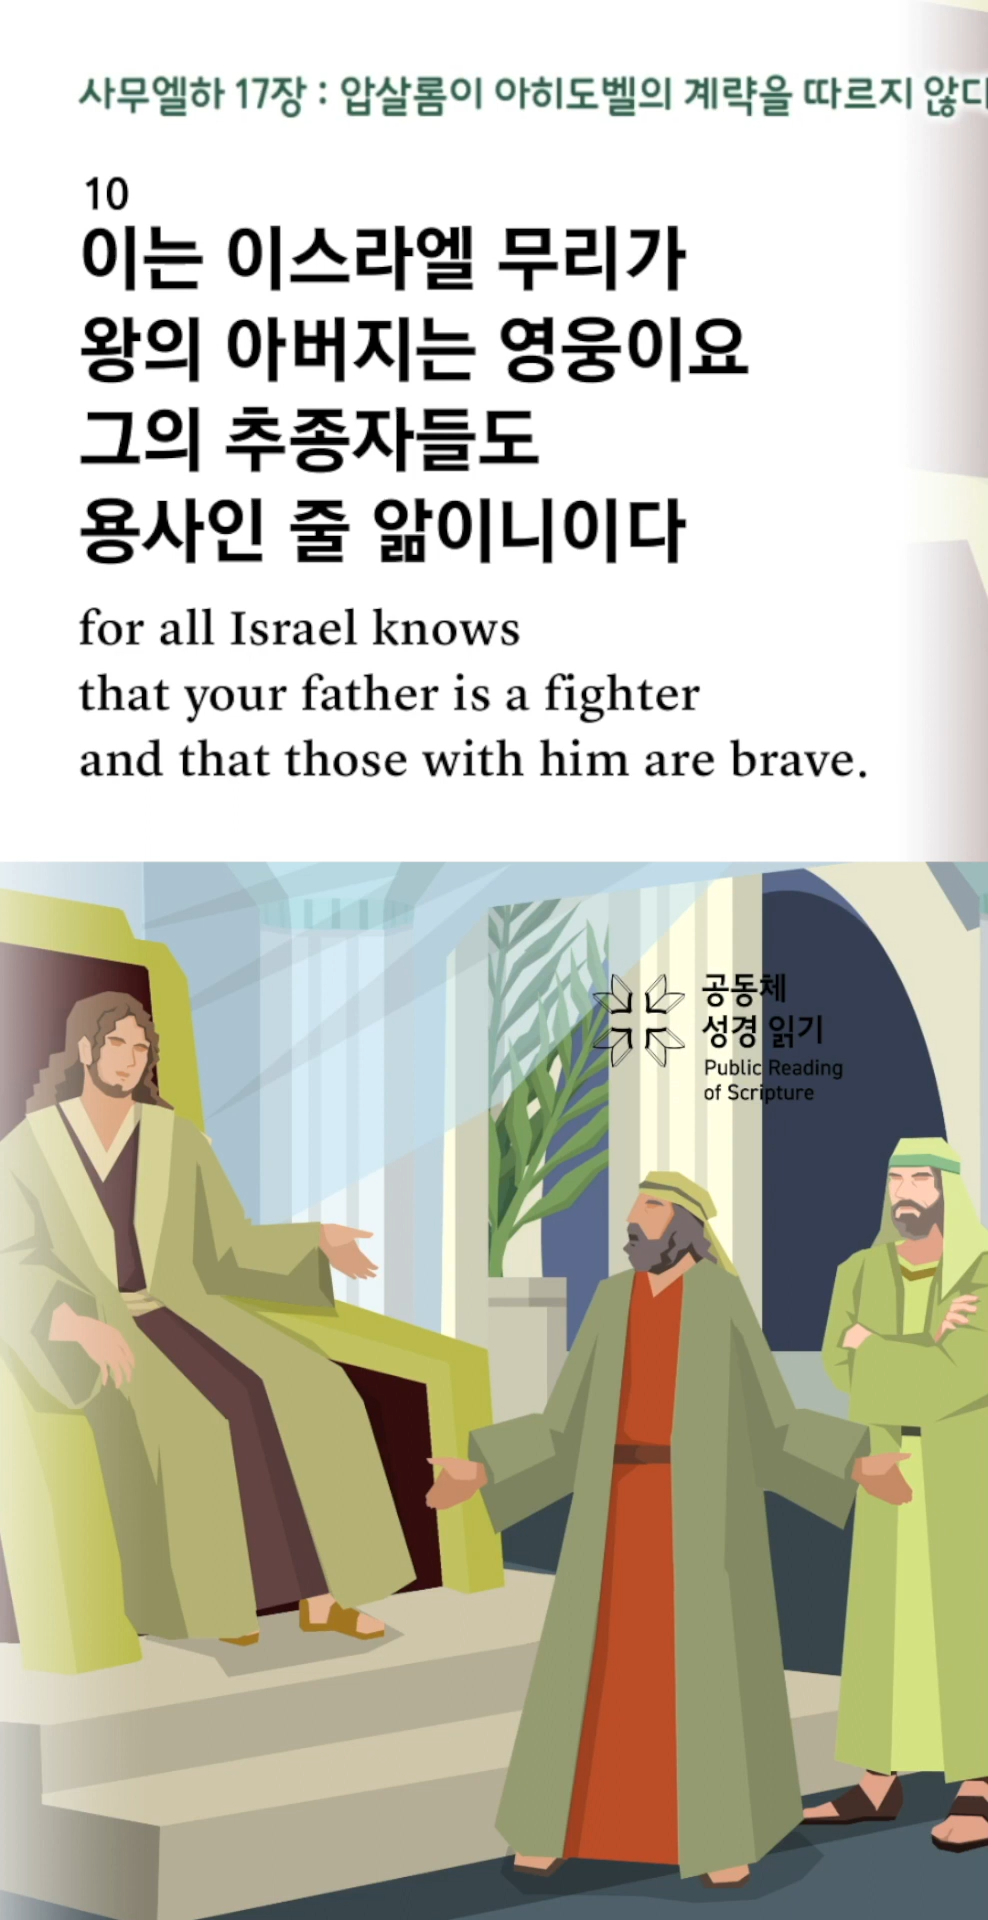 사무엘하 17장 : 압살롬이 아히도벨의 계략을 따르지
10
이는 이스라엘 무리가
왕의 아버지는 영웅이요
그의 추종자들도
용사인 줄 앎이니이다
for all Israel knows
that your father is a fighter
and that those with him are brave.
공동체
성경 읽기
Public Reading
of Scripture